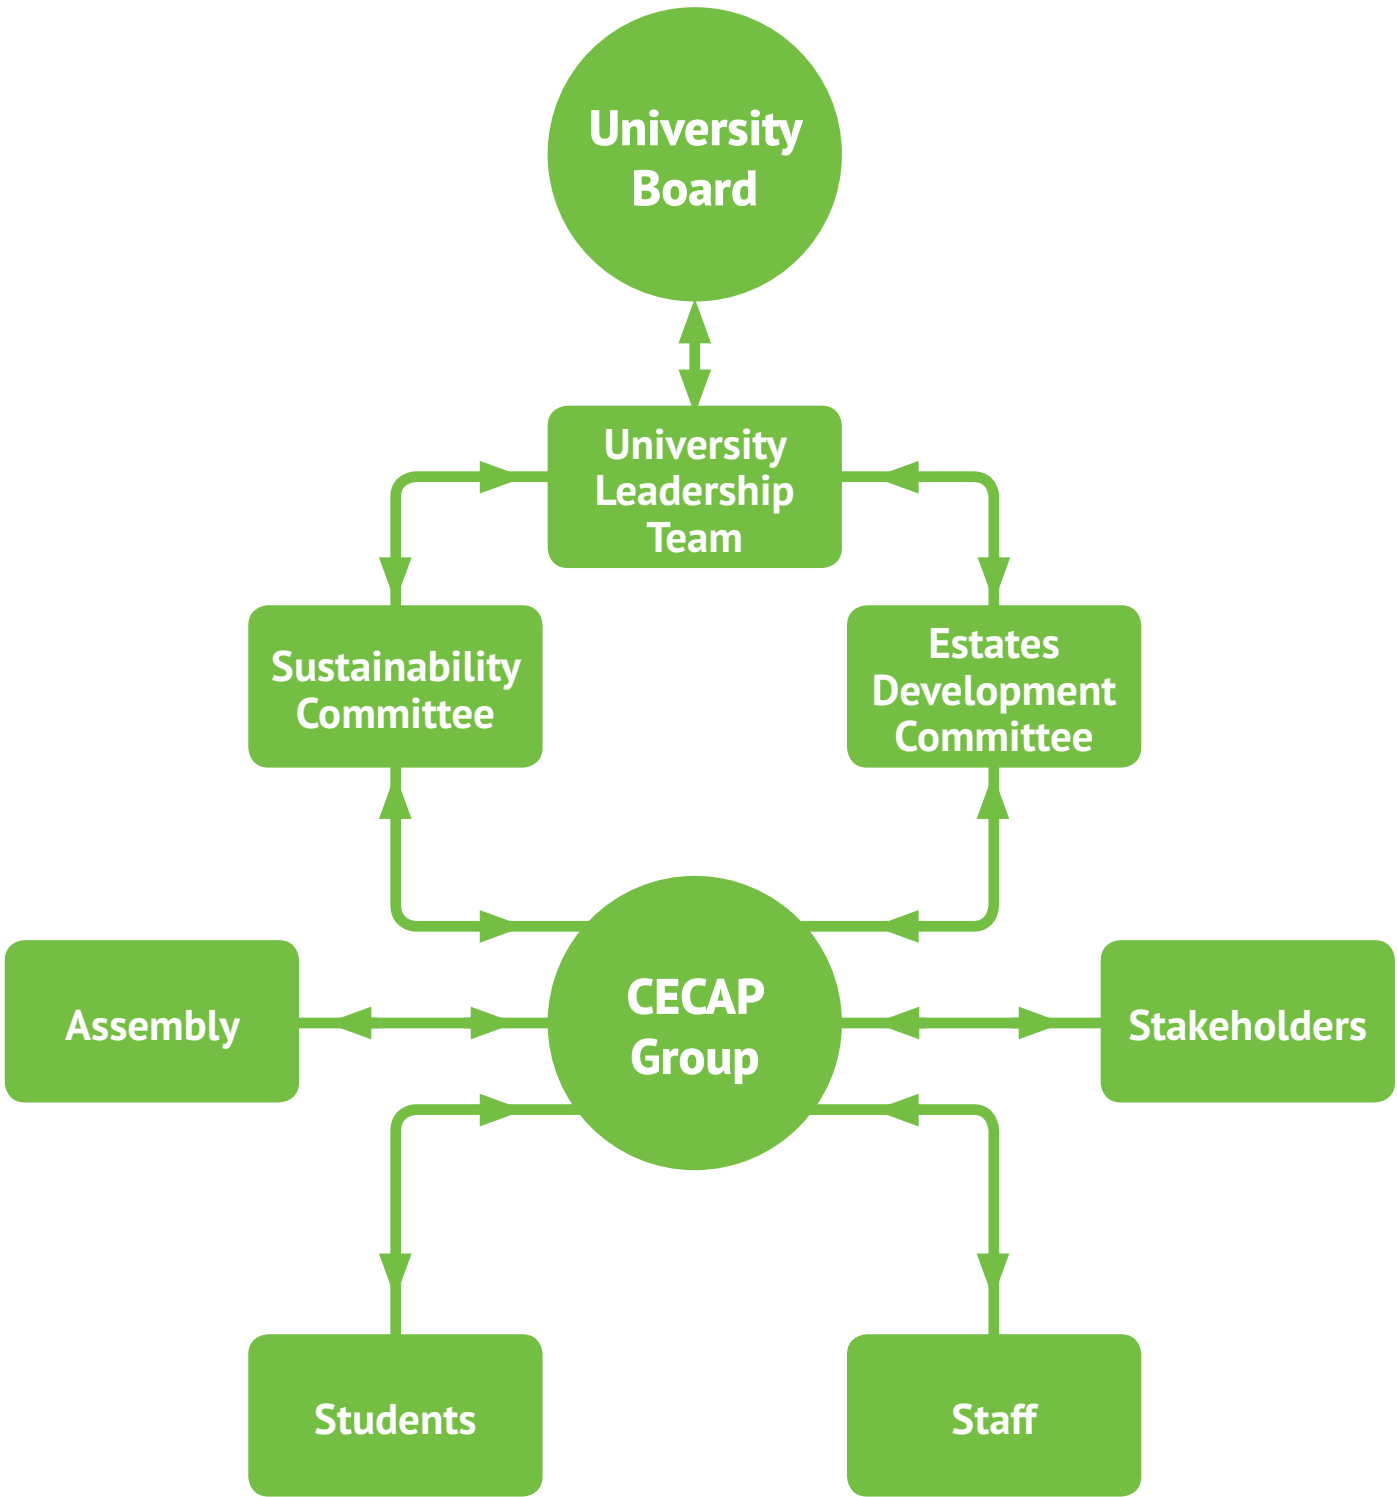 University
Board
University
Leadership
Team
Sustainability
Committee
Estates
Development
Committee
CECAP
Group
Assembly
Stakeholders
Students
Staff